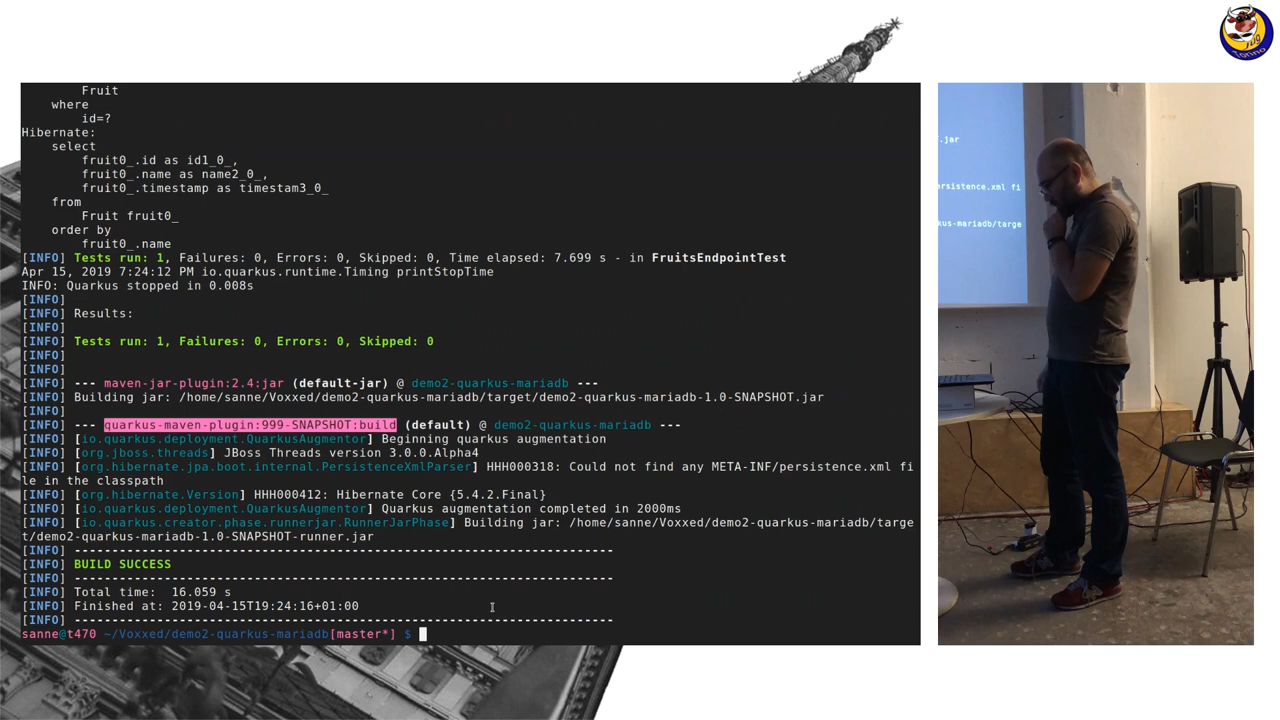 Fruit
where
id=?
Hibernate:
select
fruit0_.id as id1_0_,
fruit0_.name as name2_0_,
fruit0_.timestamp as timestam3_0_
from
Fruit fruit0_
order by
fruit0_.name
[INFO] Tests run: 1, Failures: 0, Errors: 0, Skipped: 0, Time elapsed: 7.699 s - in FruitsEndpointTest
Apr 15, 2019 7:24:12 PM io.quarkus.runtime.Timing printStopTime
INFO: Quarkus stopped in 0.008s
[INFO]
[INFO] Results:
[INFO]
[INFO] Tests run: 1, Failures: 0, Errors: 0, Skipped: 0
[INFO]
[INFO]
[INFO] --- maven-jar-plugin:2.4:jar (default-jar) @ demo2-quarkus-mariadb ---
[INFO] Building jar: /home/sanne/Voxxed/demo2-quarkus-mariadb/target/demo2-quarkus-mariadb-1.0-SNAPSHOT.jar
[INFO]
[INFO] --- quarkus-maven-plugin:999-SNAPSHOT:build (default) @ demo2-quarkus-mariadb ---
[INFO] [io.quarkus.deployment.QuarkusAugmentor] Beginning quarkus augmentation
[INFO] [org.jboss.threads] JBoss Threads version 3.0.0.Alpha4
[INFO] [org.hibernate.jpa.boot.internal.PersistenceXmlParser] HHH000318: Could not find any META-INF/persistence.xml fi
le in the classpath
[INFO] [org.hibernate.Version] HHH000412: Hibernate Core {5.4.2.Final}
[INFO] [io.quarkus.deployment.QuarkusAugmentor] Quarkus augmentation completed in 2000ms
[INFO] [io.quarkus.creator.phase.runnerjar.RunnerJarPhase] Building jar: /home/sanne/Voxxed/demo2-quarkus-mariadb/targe
t/demo2-quarkus-mariadb-1.0-SNAPSHOT-runner.jar
[INFO] ------------------------------------------------------------------------
[INFO] BUILD SUCCESS
[INFO] ------------------------------------------------------------------------
[INFO] Total time: 16.059 s
[INFO] Finished at: 2019-04-15T19:24:16+01:00
[INFO] ------------------------------------------------------------------------
sanne@t470 ~/Voxxed/demo2-quarkus-mariadb[master*] $
.jar
ersistence.xml fi
kus-mariadb/targe
jug
Torino